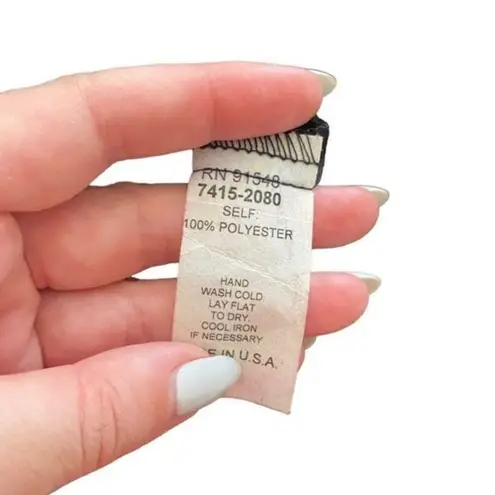 RN 91548
7415-2080
SELF:
100% POLYESTER
HAND
WASH COLD
LAY FLAT
TO DRY.
COOL IRON
IF NECESSARY
E IN U.S.A.